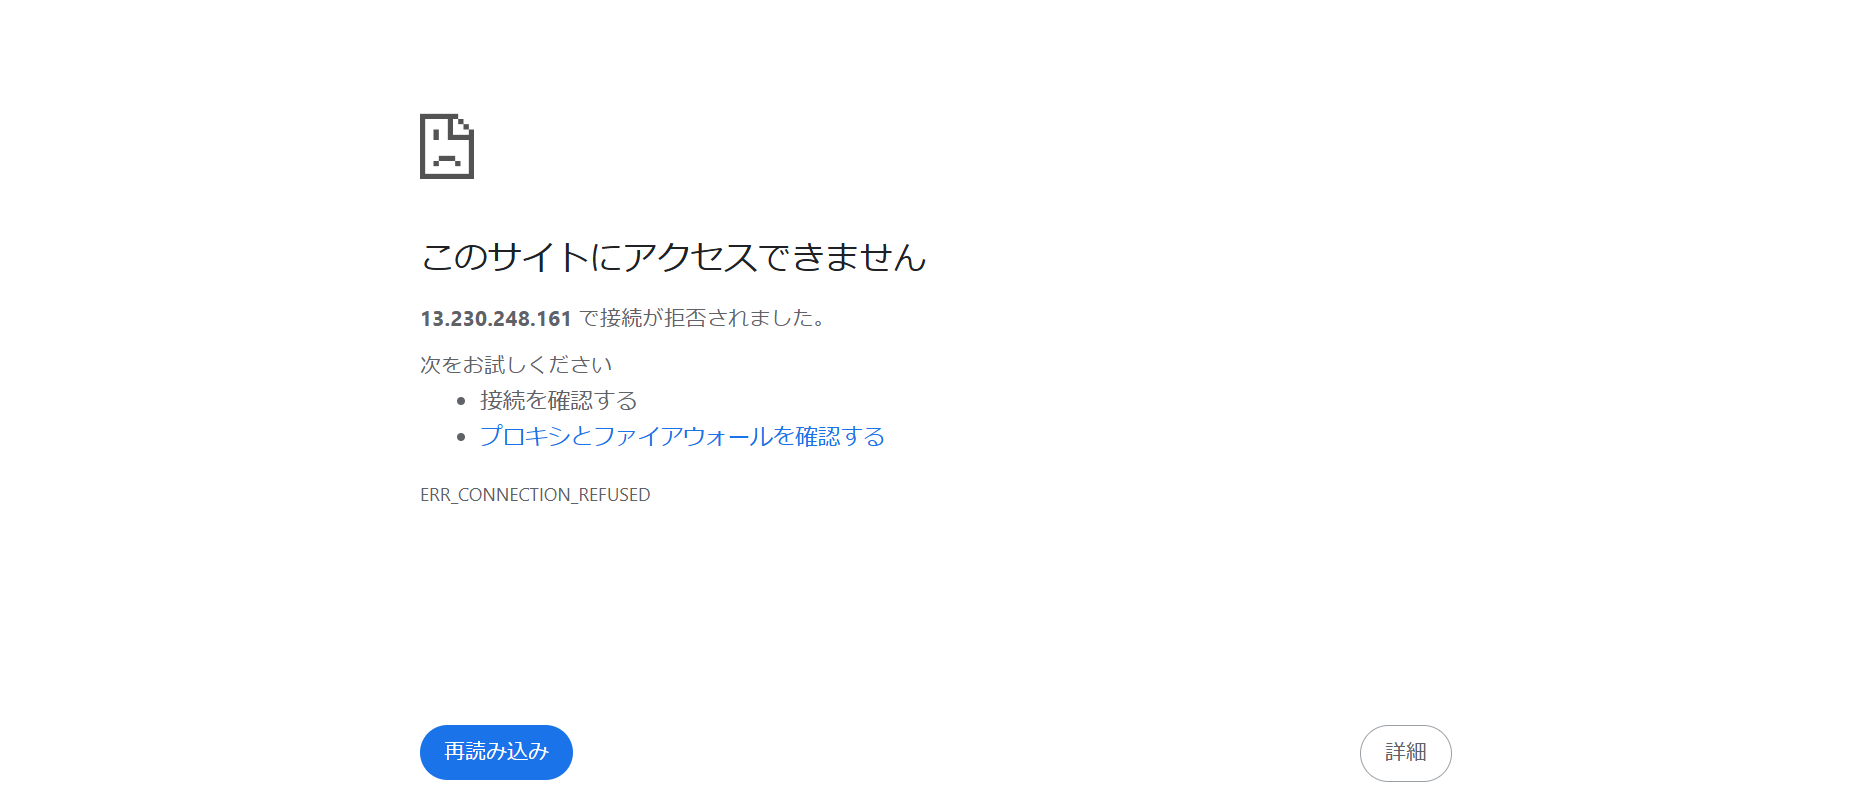 このサイトにアクセスできません
13.230.248.161 で接続が拒否されました。
次をお試しください
• 接続を確認する
• プロキシとファイアウォールを確認する
ERR_CONNECTION_REFUSED
再読み込み
詳細